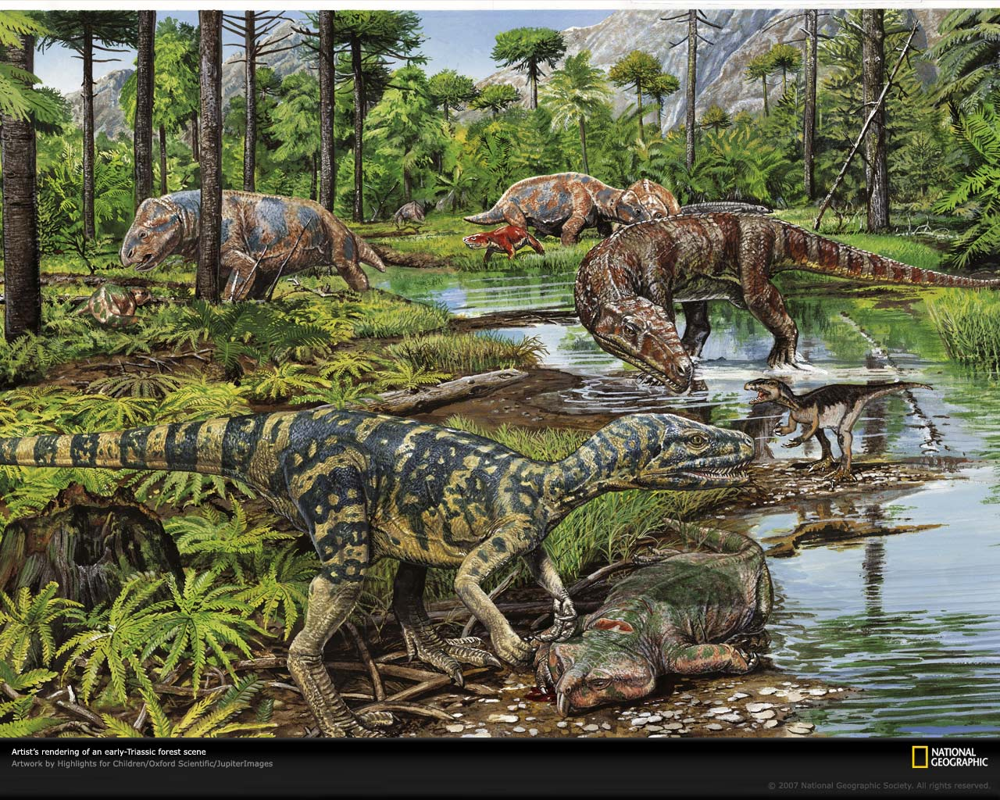 Artist's rendering of an early-Triassic forest scene
Artwork by Highlights for Children/Oxford Scientific/JupiterImages
NATIONAL
GEOGRAPHIC
© 2007 National Geographic Society. All rights reserved.